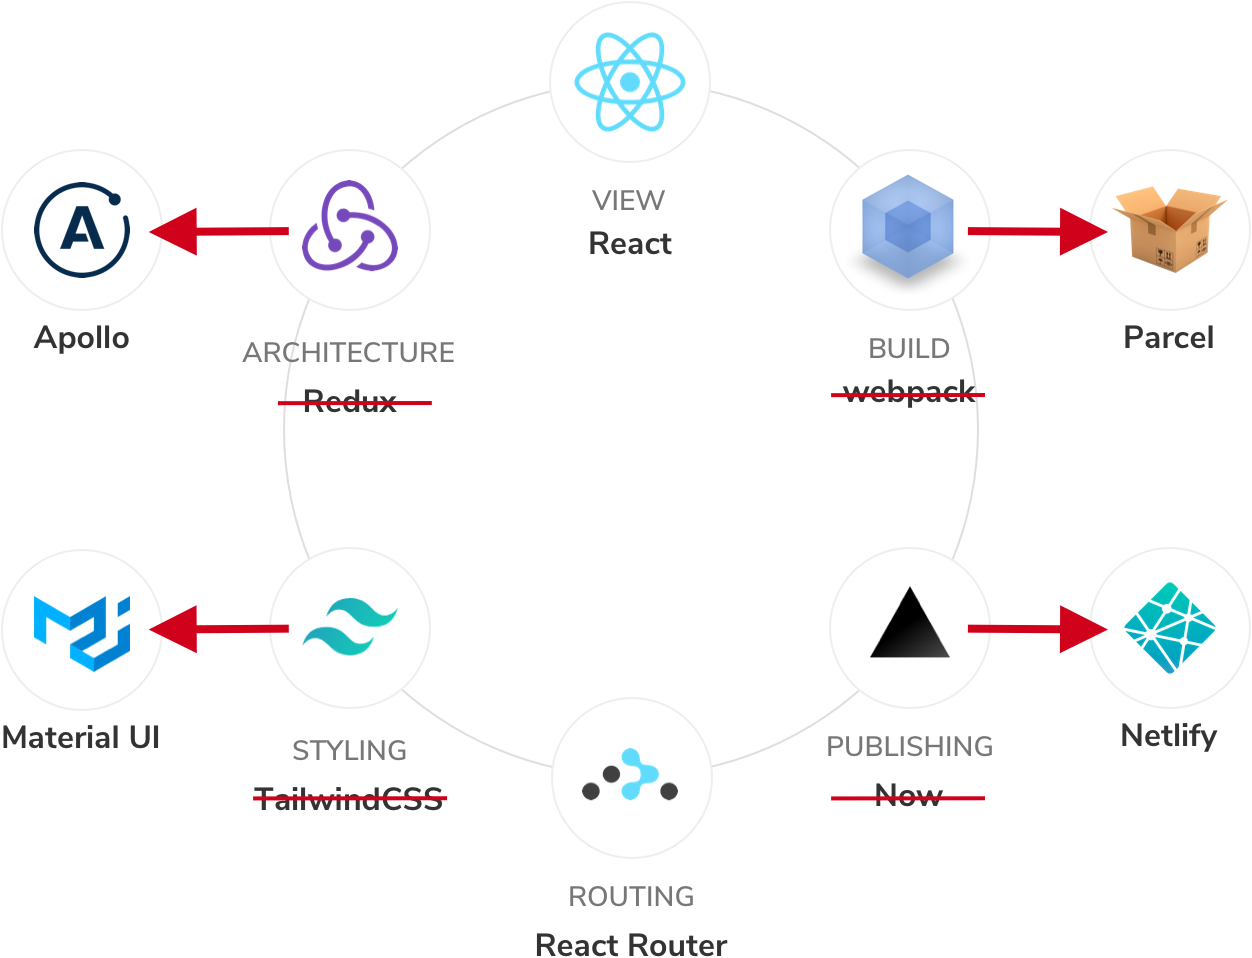 VIEW
React
Apollo
ARCHITECTURE
Redux
BUILD
webpack
Parcel
Material UI
STYLING
TailwindCSS
PUBLISHING
Now
Netlify
ROUTING
React Router